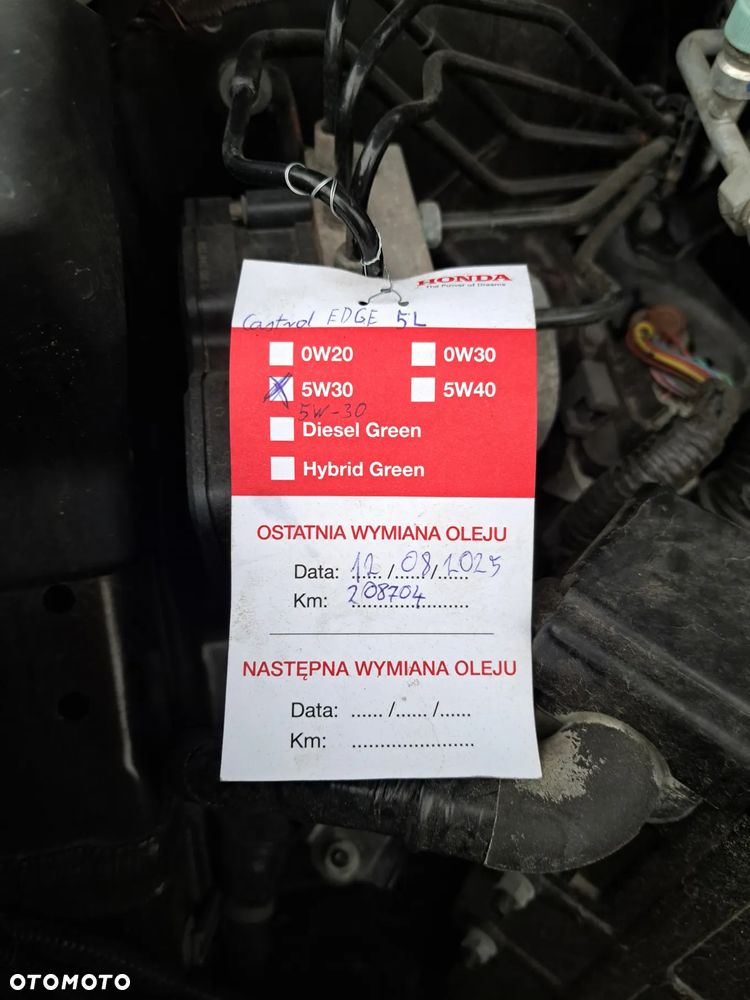 HONDA
The Power of Dreams
Castrol EDGE 5L
0W20 0W30
5W30 5W40
5W-30
Diesel Green
Hybrid Green
OSTATNIA WYMIANA OLEJU
Data: 12/08/2025
Km: 208704
NASTĘPNA WYMIANA OLEJU
Data: ...... /...... /......
Km: ......................
OTOMOTO